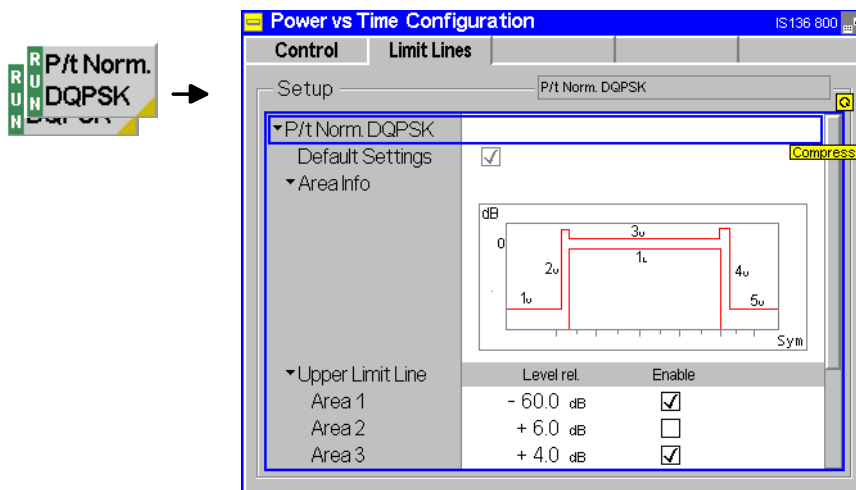 Power vs Time Configuration IS136 800
Control Limit Lines
RUN P/t Norm.
DQPSK
RUN
Setup P/t Norm. DQPSK
P/t Norm. DQPSK
Compress
Default Settings
Area Info
dB
0
3U
1L
2U
4U
1U
5U
Sym
Upper Limit Line Level rel. Enable
Area 1 - 60.0 dB
Area 2 + 6.0 dB
Area 3 + 4.0 dB